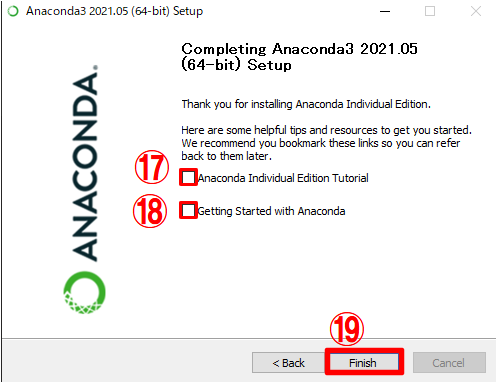 Anaconda3 2021.05 (64-bit) Setup
Completing Anaconda3 2021.05
(64-bit) Setup
Thank you for installing Anaconda Individual Edition.
Here are some helpful tips and resources to get you started.
We recommend you bookmark these links so you can refer
back to them later.
⑰ Anaconda Individual Edition Tutorial
⑱ Getting Started with Anaconda
ANACONDA.
⑲
< Back Finish Cancel